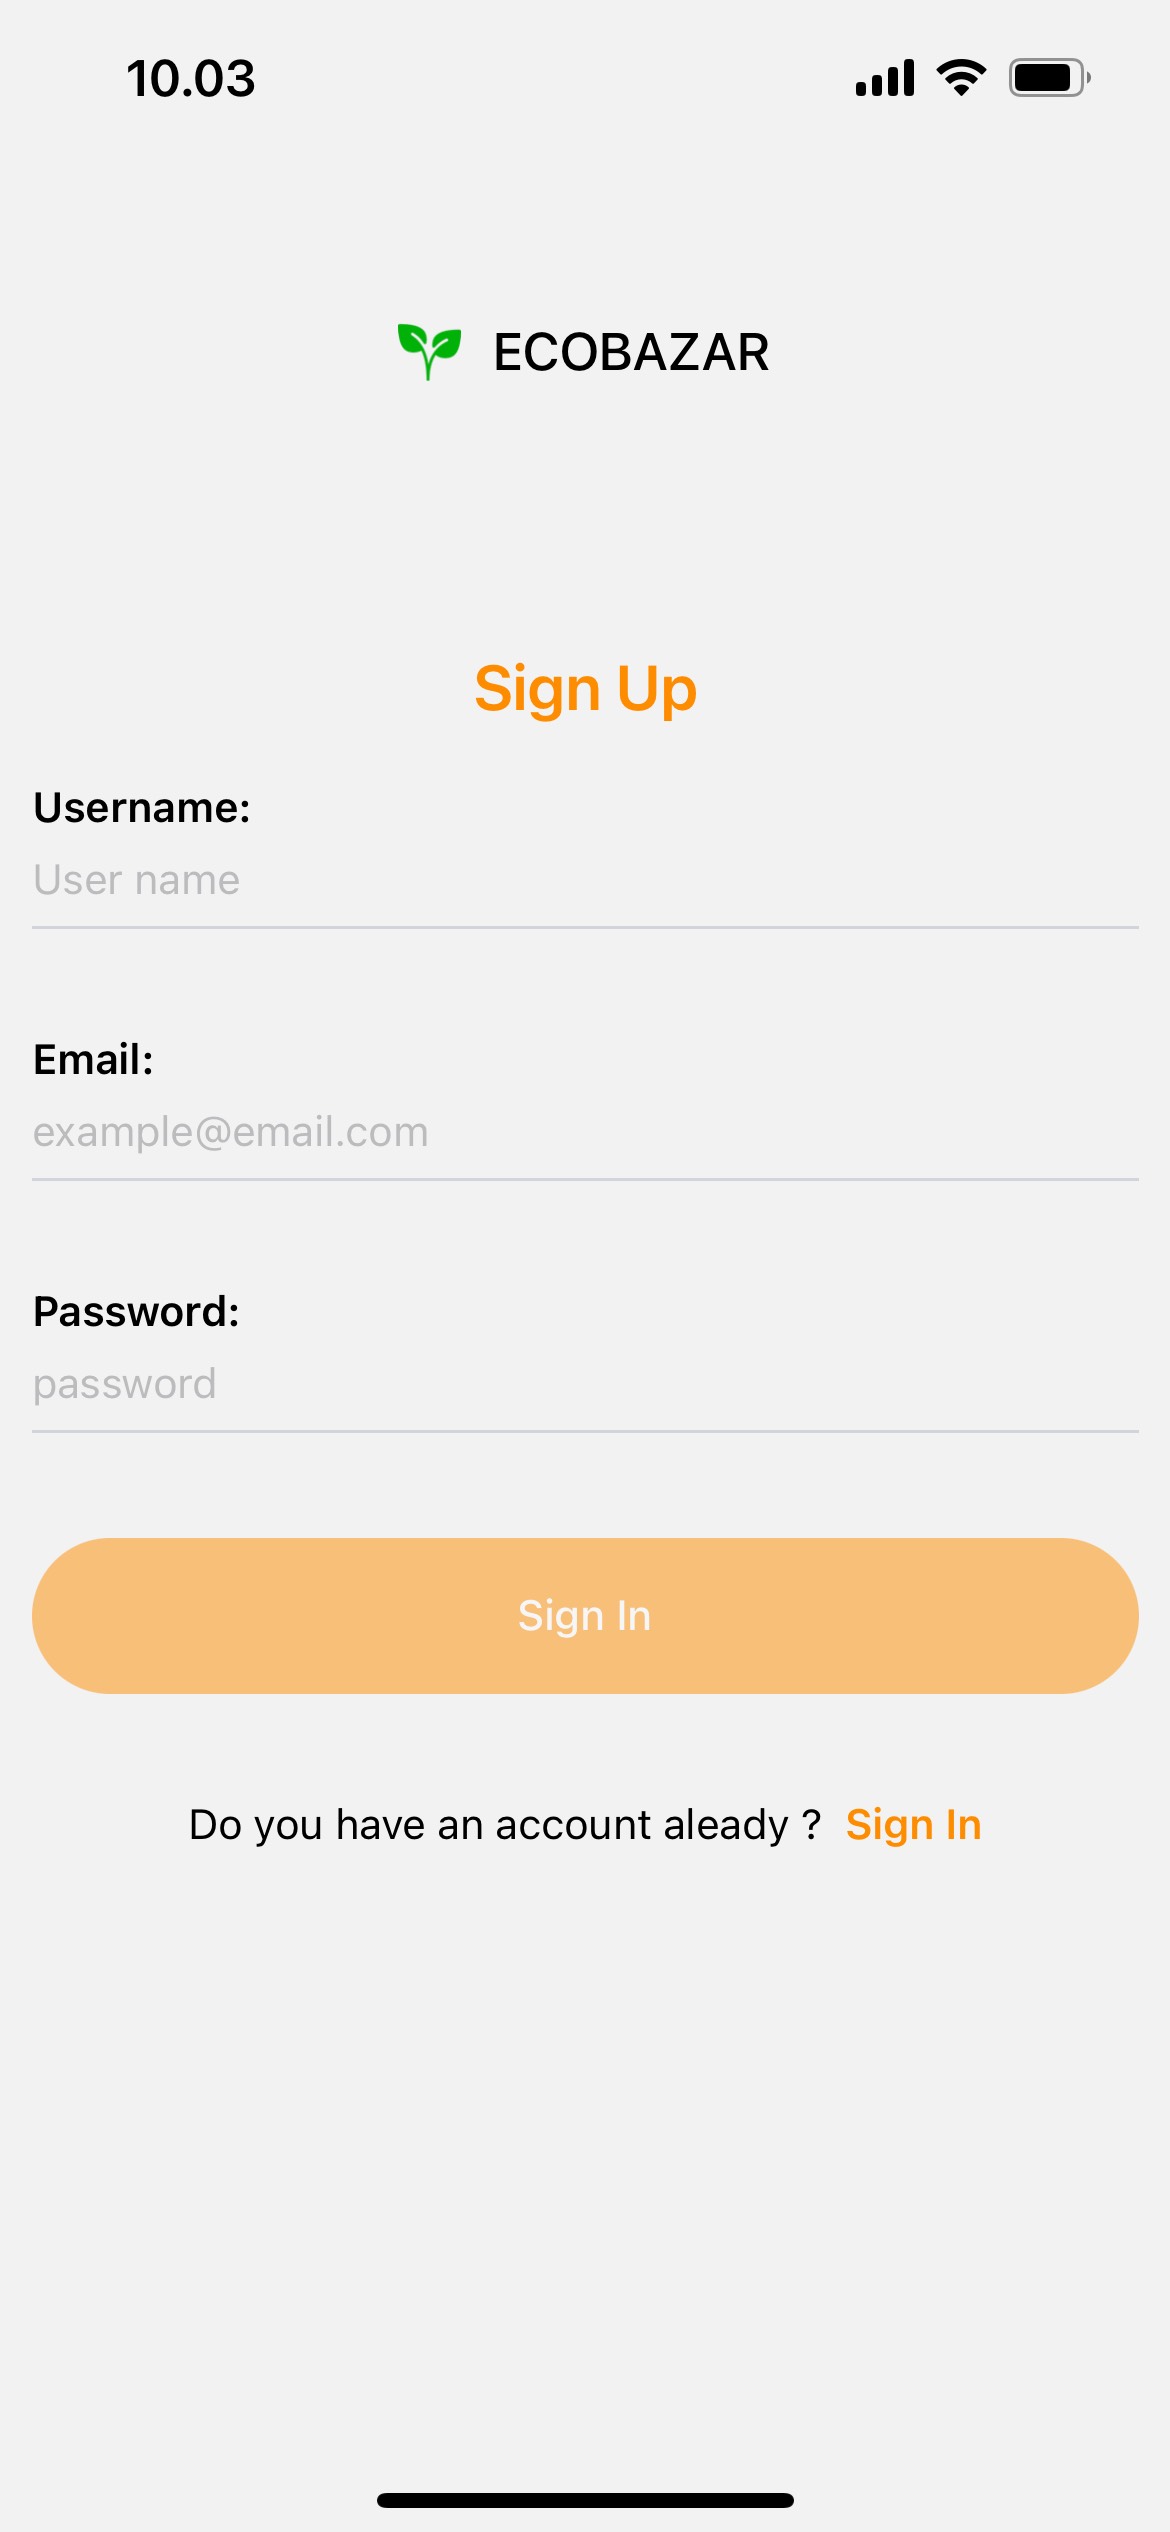 10.03
ECOBAZAR
Sign Up
Username:
User name
Email:
example@email.com
Password:
password
Sign In
Do you have an account aleady ? Sign In